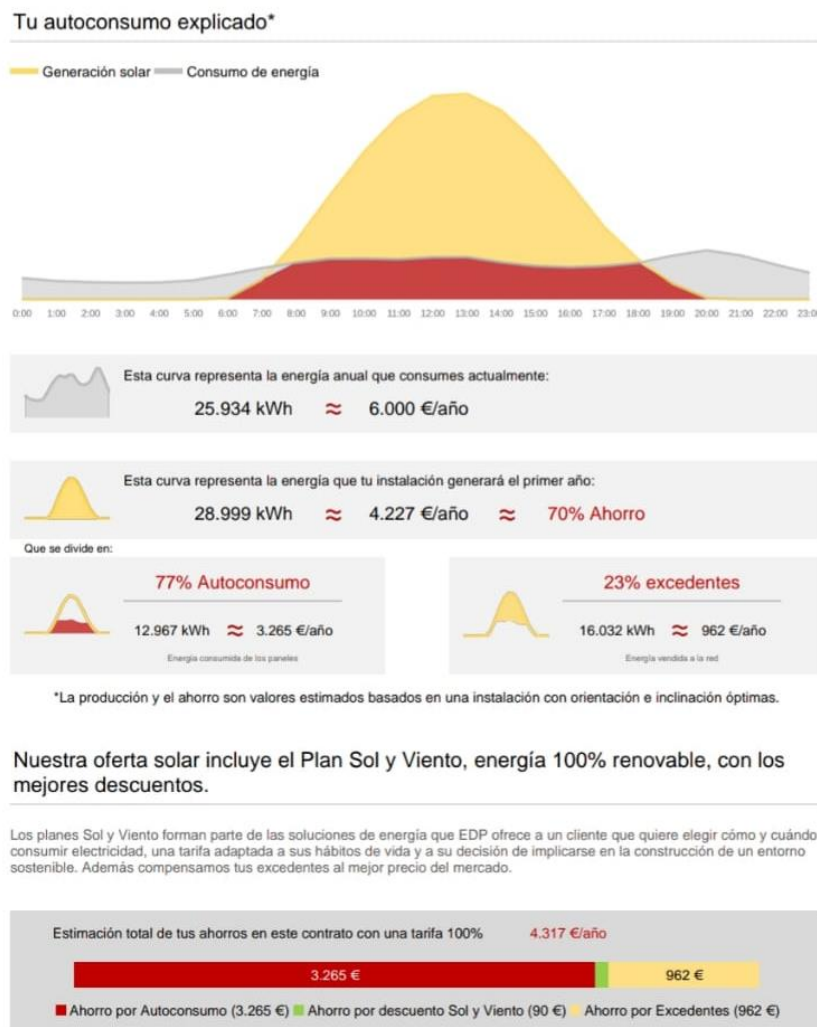 Tu autoconsumo explicado*
Generación solar Consumo de energía
0:00 1:00 2:00 3:00 4:00 5:00 6:00 7:00 8:00 9:00 10:00 11:00 12:00 13:00 14:00 15:00 16:00 17:00 18:00 19:00 20:00 21:00 22:00 23:0
Esta curva representa la energía anual que consumes actualmente:
25.934 kWh ≈ 6.000 €/año
Esta curva representa la energía que tu instalación generará el primer año:
28.999 kWh ≈ 4.227 €/año ≈ 70% Ahorro
Que se divide en:
77% Autoconsumo
12.967 kWh ≈ 3.265 €/año
Energía consumida de los paneles
23% excedentes
16.032 kWh ≈ 962 €/año
Energía vendida a la red
*La producción y el ahorro son valores estimados basados en una instalación con orientación e inclinación óptimas.
Nuestra oferta solar incluye el Plan Sol y Viento, energía 100% renovable, con los
mejores descuentos.
Los planes Sol y Viento forman parte de las soluciones de energía que EDP ofrece a un cliente que quiere elegir cómo y cuándo
consumir electricidad, una tarifa adaptada a sus hábitos de vida y a su decisión de implicarse en la construcción de un entorno
sostenible. Además compensamos tus excedentes al mejor precio del mercado.
Estimación total de tus ahorros en este contrato con una tarifa 100% 4.317 €/año
3.265 € 962 €
Ahorro por Autoconsumo (3.265 €) Ahorro por descuento Sol y Viento (90 €) Ahorro por Excedentes (962 €)